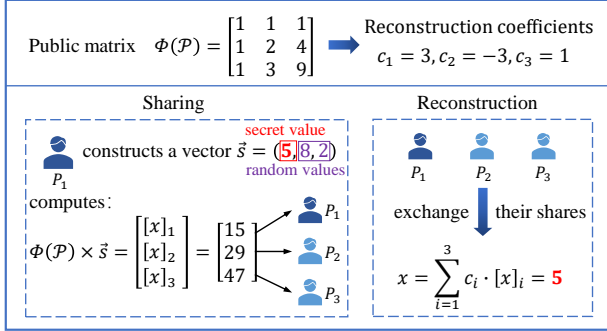 Public matrix Φ(𝒫) = [1 1 1; 1 2 4; 1 3 9]
Reconstruction coefficients
c₁ = 3, c₂ = −3, c₃ = 1
Sharing
secret value
P₁ constructs a vector s⃗ = (5,8,2)
random values
computes:
Φ(𝒫) × s⃗ = [[x]₁; [x]₂; [x]₃] = [15; 29; 47]
P₁
P₂
P₃
Reconstruction
P₁ P₂ P₃
exchange their shares
x = ∑³ᵢ₌₁ cᵢ · [x]ᵢ = 5